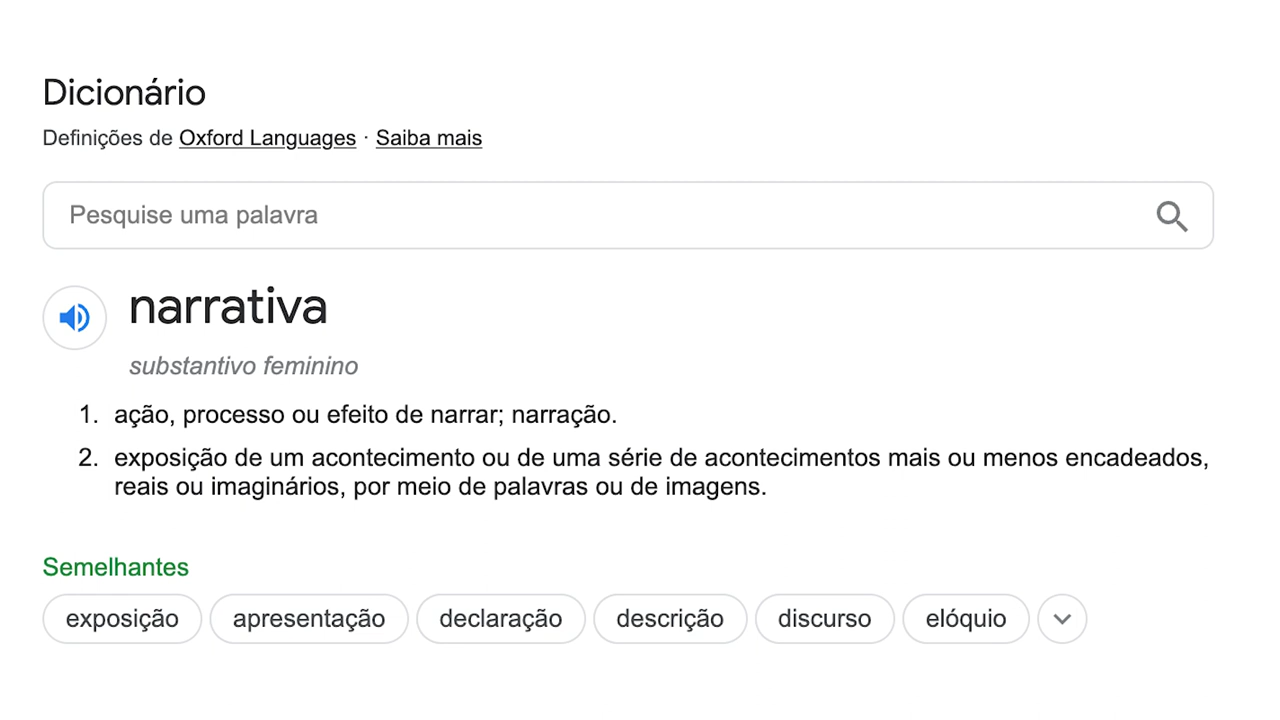 Dicionário
Definições de Oxford Languages · Saiba mais
Pesquise uma palavra
narrativa
substantivo feminino
1. ação, processo ou efeito de narrar; narração.
2. exposição de um acontecimento ou de uma série de acontecimentos mais ou menos encadeados,
reais ou imaginários, por meio de palavras ou de imagens.
Semelhantes
exposição apresentação declaração descrição discurso elóquio